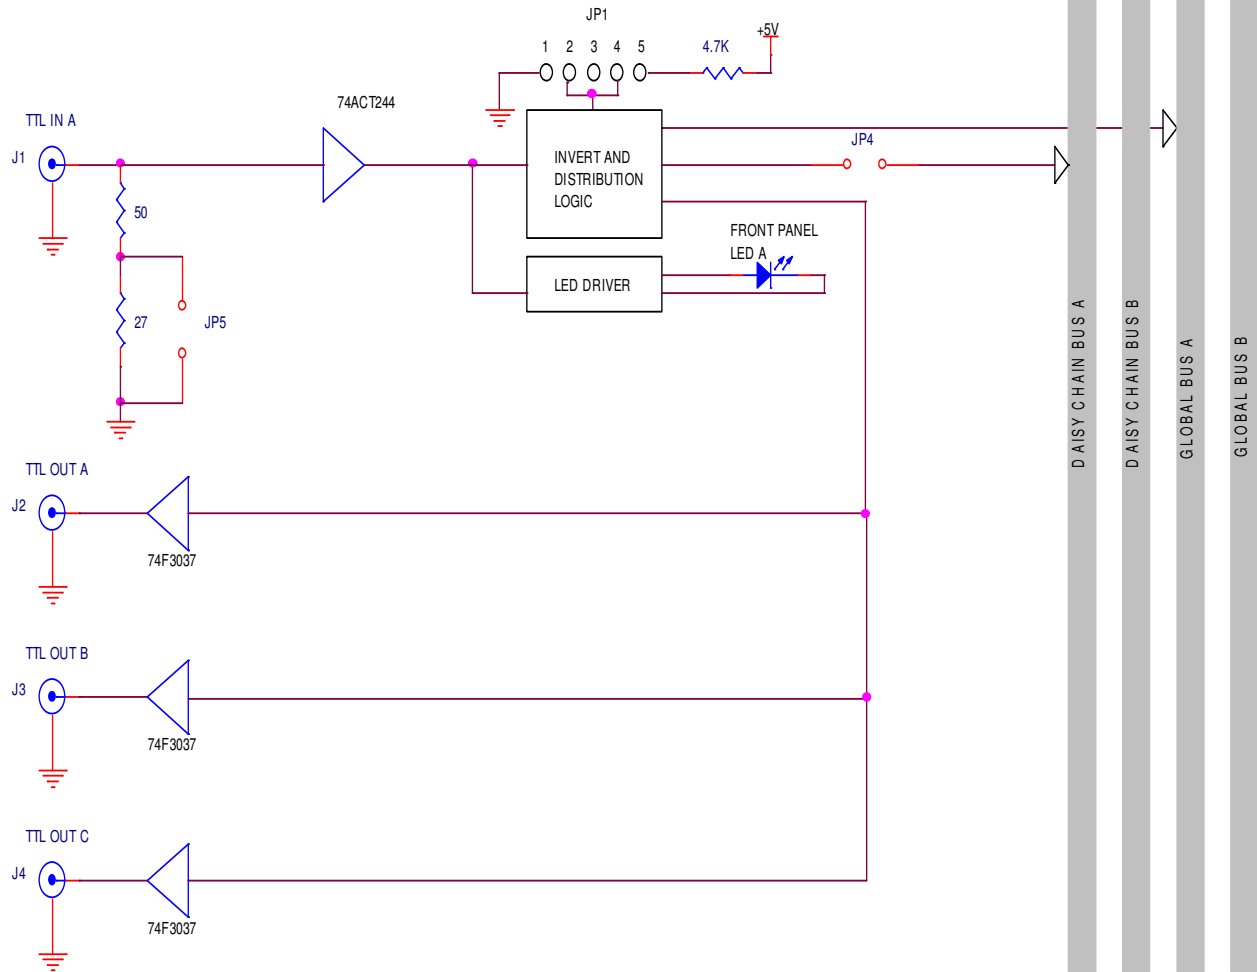 JP1
+5V
1 2 3 4 5
4.7K
74ACT244
TTL IN A
J1
JP4
INVERT AND
DISTRIBUTION
LOGIC
50
FRONT PANEL
LED A
LED DRIVER
27
JP5
DAISY CHAIN BUS A
DAISY CHAIN BUS B
GLOBAL BUS A
GLOBAL BUS B
TTL OUT A
J2
74F3037
TTL OUT B
J3
74F3037
TTL OUT C
J4
74F3037